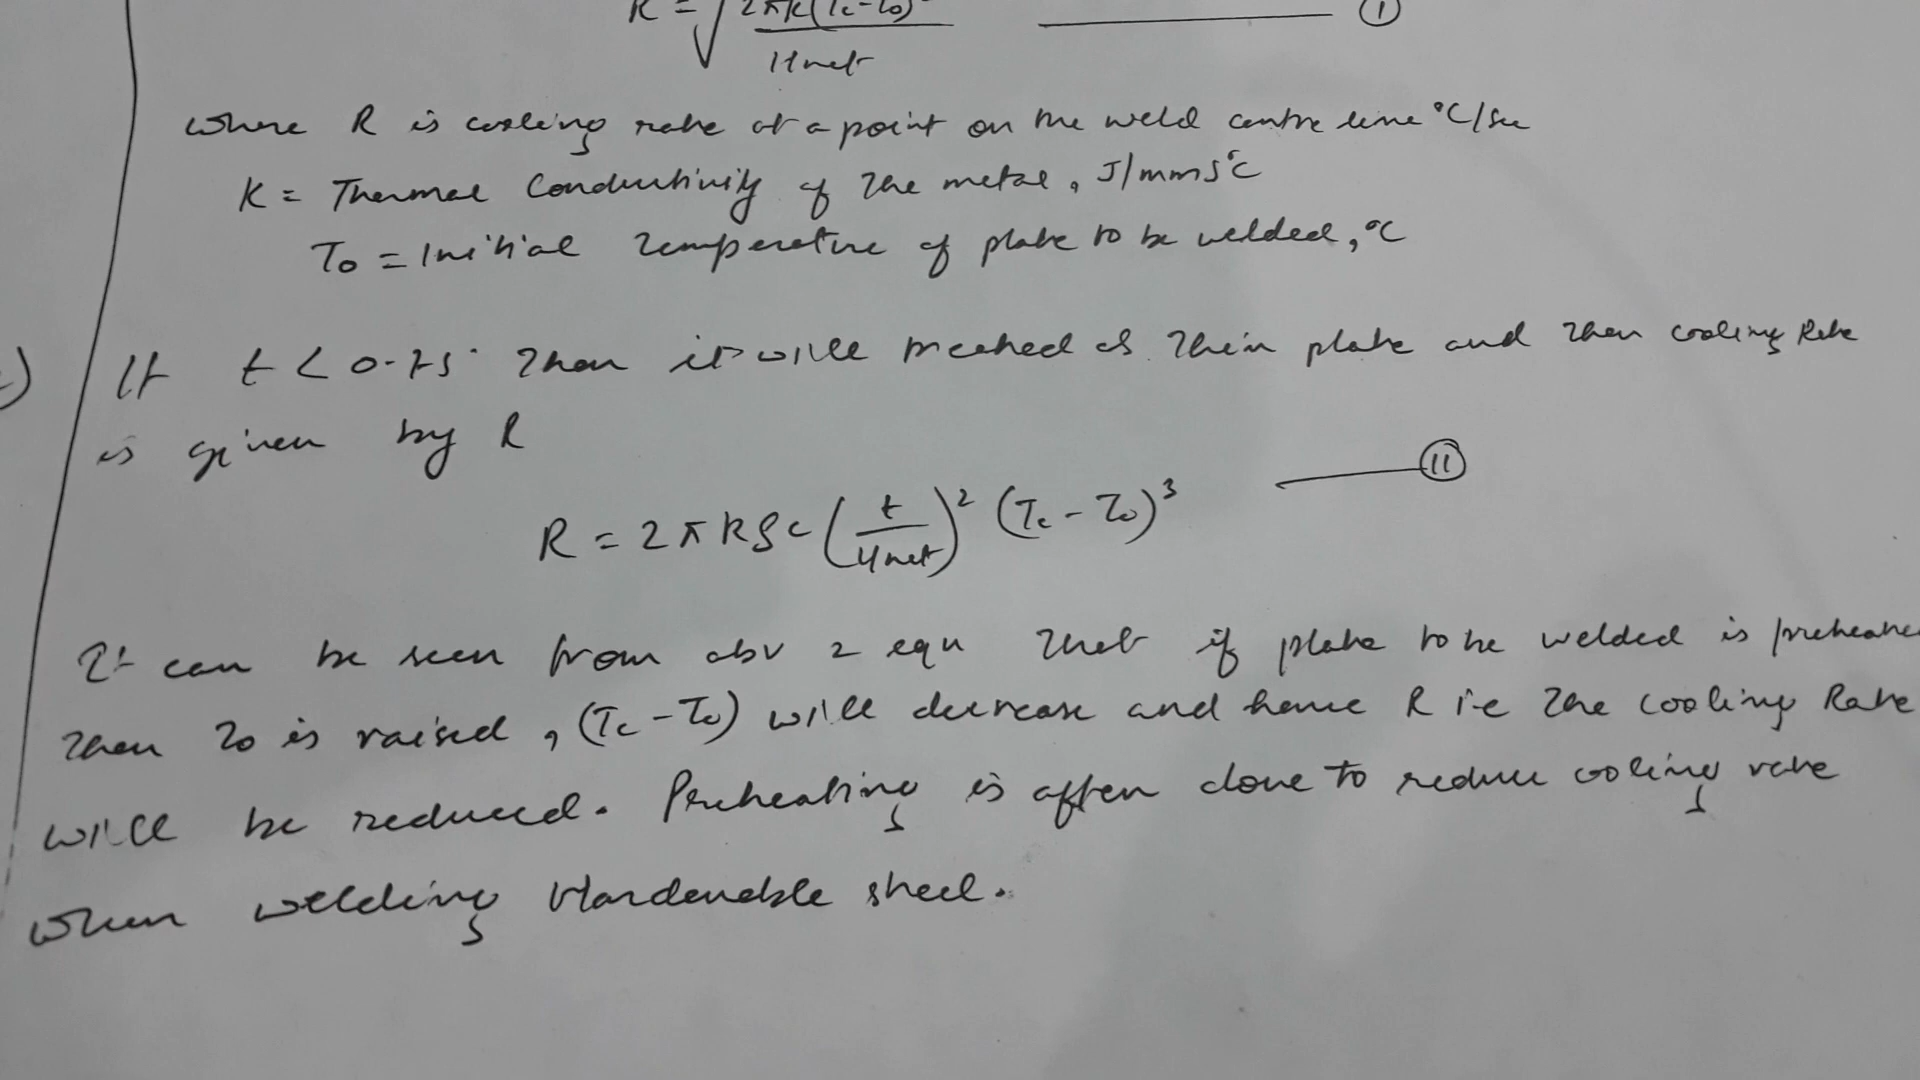 R = √ 2πk(Tc-To)² / Hnet ——— (1)
where R is cooling rate at a point on the weld centre line °C/sec
K = Thermal Conductivity of the metal, J/mms°C
To = Initial Temperature of plate to be welded, °C
If t < 0.75 then it will treated as thin plate and then cooling Rate
is given by R
R = 2πkρc (t/Hnet)² (Tc - To)³ ——— (11)
It can be seen from abv 2 equ that if plate to be welded is preheated
then To is raised, (Tc - To) will decrease and hence R i.e the cooling Rate
will be reduced. Preheating is often done to reduce cooling rate
when welding Hardenable steel.